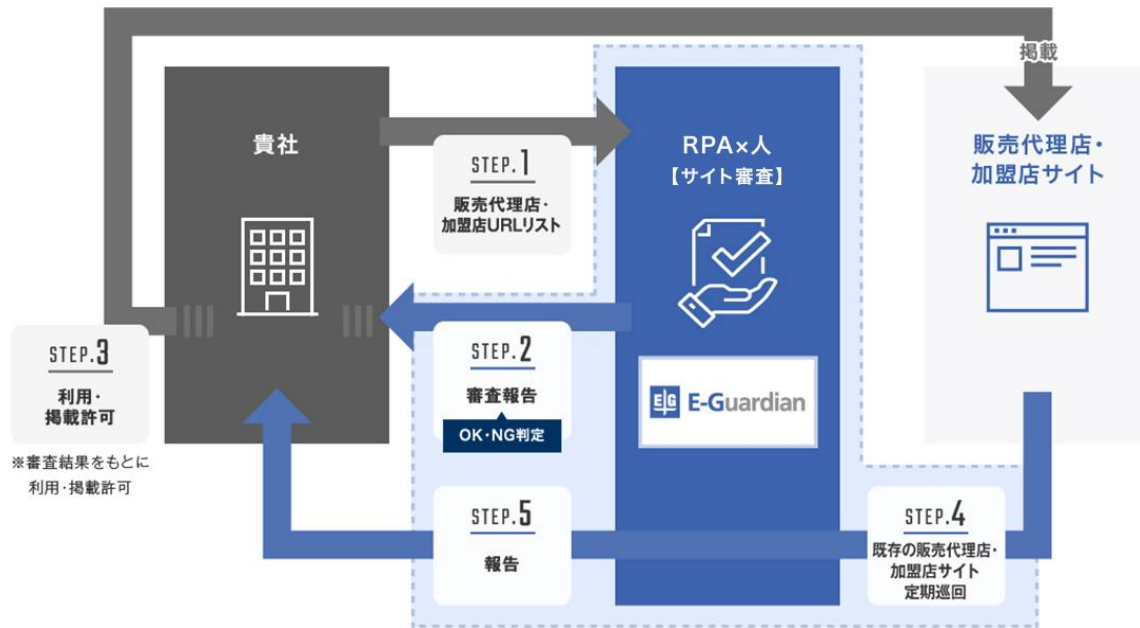 掲載
貴社
STEP.1
販売代理店・
加盟店URLリスト
RPA×人
【サイト審査】
販売代理店・
加盟店サイト
STEP.2
審査報告
OK・NG判定
STEP.3
利用・
掲載許可
※審査結果をもとに
利用・掲載許可
EG E-Guardian
STEP.5
報告
STEP.4
既存の販売代理店・
加盟店サイト
定期巡回